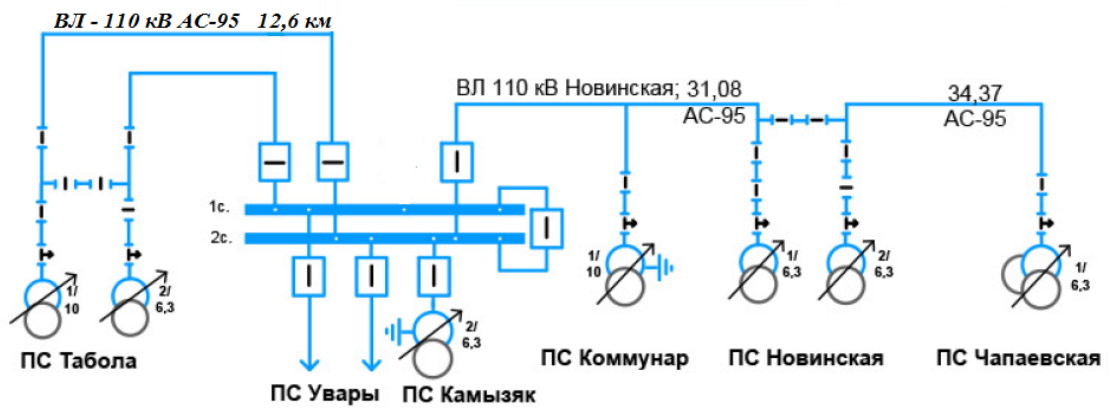 ВЛ - 110 кВ АС-95 12,6 км
ВЛ 110 кВ Новинская; 31,08
АС-95
34,37
АС-95
1с.
2с.
1/
10
2/
6,3
2/
6,3
1/
10
1/
6,3
2/
6,3
1/
6,3
ПС Табола
ПС Увары
ПС Камызяк
ПС Коммунар
ПС Новинская
ПС Чапаевская